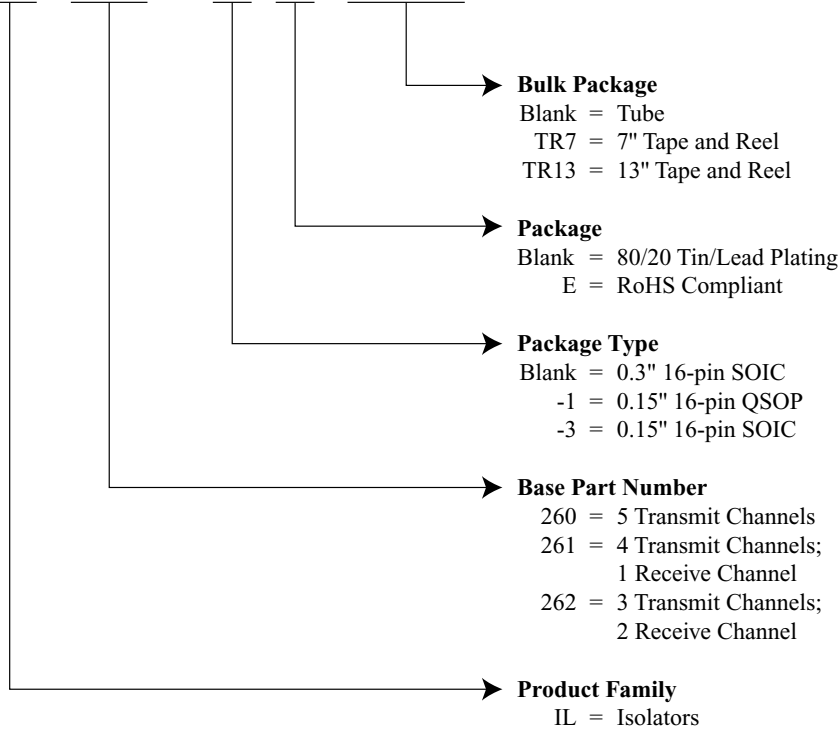 Bulk Package
Blank = Tube
TR7 = 7" Tape and Reel
TR13 = 13" Tape and Reel
Package
Blank = 80/20 Tin/Lead Plating
E = RoHS Compliant
Package Type
Blank = 0.3" 16-pin SOIC
-1 = 0.15" 16-pin QSOP
-3 = 0.15" 16-pin SOIC
Base Part Number
260 = 5 Transmit Channels
261 = 4 Transmit Channels;
1 Receive Channel
262 = 3 Transmit Channels;
2 Receive Channel
Product Family
IL = Isolators